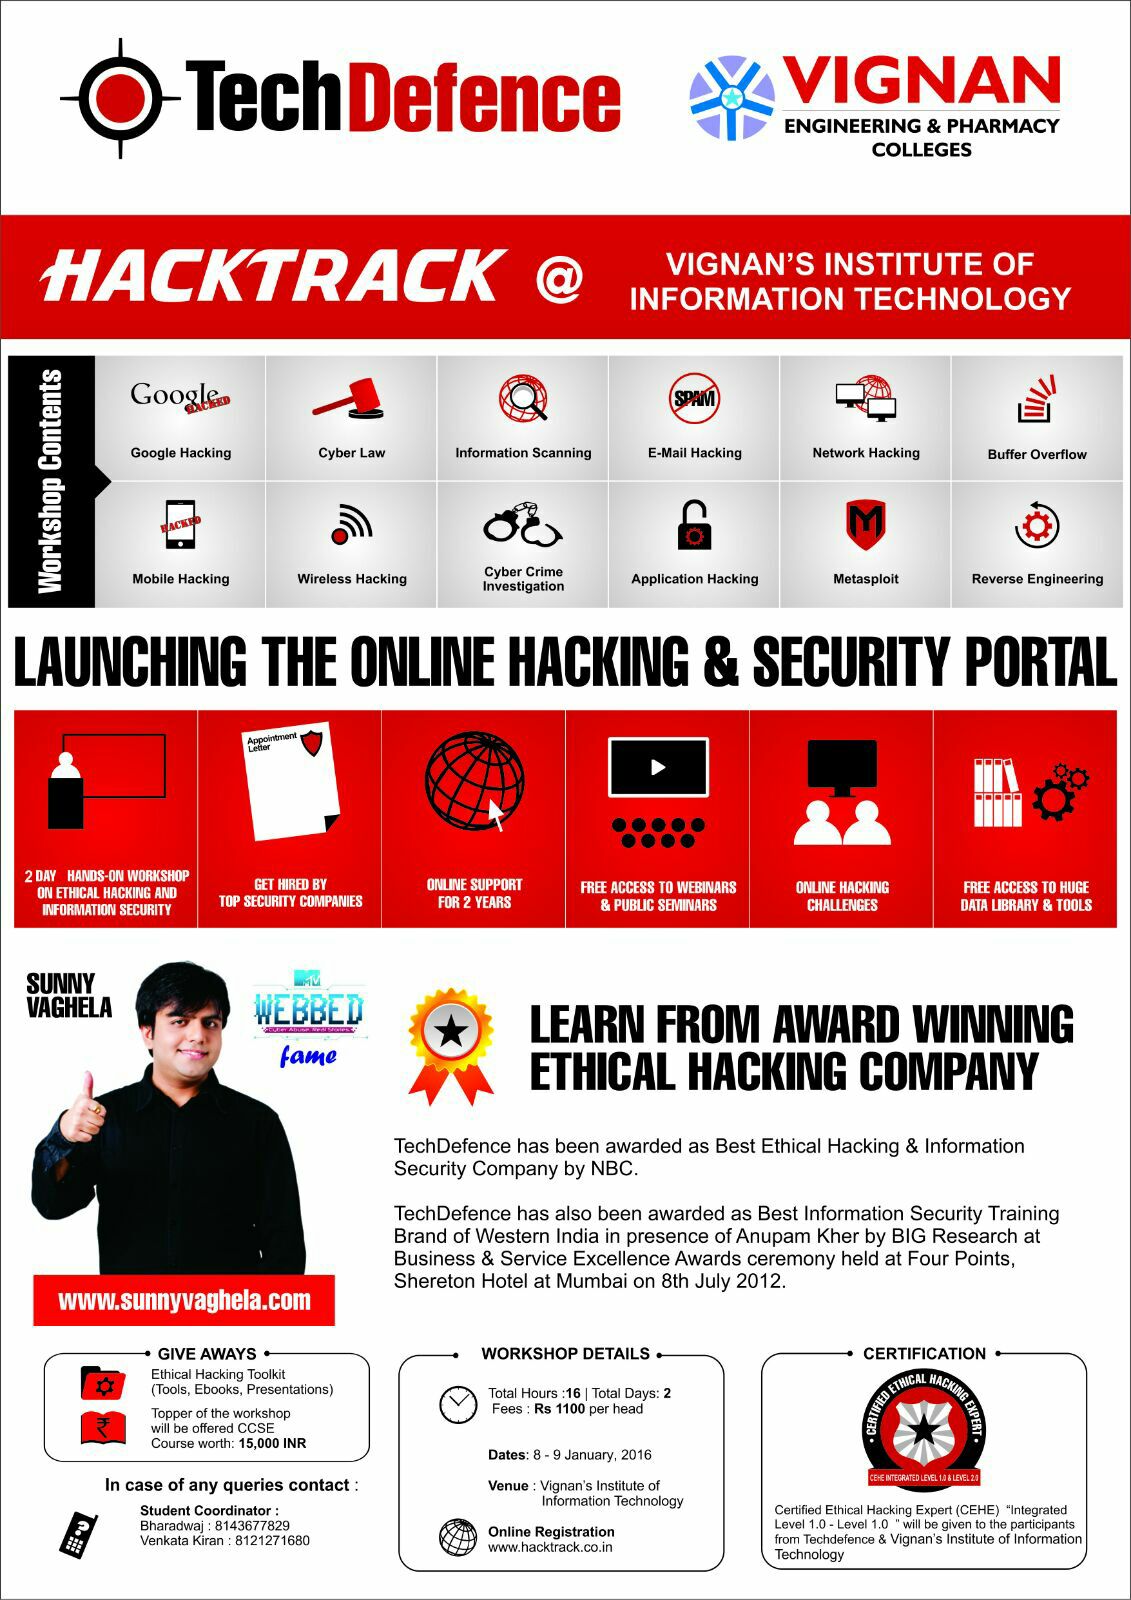 TechDefence
VIGNAN
ENGINEERING & PHARMACY
COLLEGES
HACKTRACK @
VIGNAN'S INSTITUTE OF
INFORMATION TECHNOLOGY
Workshop Contents
Google
HACKED
Google Hacking
Cyber Law
Information Scanning
SPAM
E-Mail Hacking
Network Hacking
Buffer Overflow
HACKED
Mobile Hacking
Wireless Hacking
Cyber Crime
Investigation
Application Hacking
M
Metasploit
Reverse Engineering
LAUNCHING THE ONLINE HACKING & SECURITY PORTAL
2 DAY HANDS-ON WORKSHOP
ON ETHICAL HACKING AND
INFORMATION SECURITY
Appointment
Letter
GET HIRED BY
TOP SECURITY COMPANIES
ONLINE SUPPORT
FOR 2 YEARS
FREE ACCESS TO WEBINARS
& PUBLIC SEMINARS
ONLINE HACKING
CHALLENGES
FREE ACCESS TO HUGE
DATA LIBRARY & TOOLS
SUNNY
VAGHELA
MTV
WEBBED
Cyber Abuse. Real Stories.
fame
www.sunnyvaghela.com
LEARN FROM AWARD WINNING
ETHICAL HACKING COMPANY
TechDefence has been awarded as Best Ethical Hacking & Information
Security Company by NBC.
TechDefence has also been awarded as Best Information Security Training
Brand of Western India in presence of Anupam Kher by BIG Research at
Business & Service Excellence Awards ceremony held at Four Points,
Shereton Hotel at Mumbai on 8th July 2012.
GIVE AWAYS
Ethical Hacking Toolkit
(Tools, Ebooks, Presentations)
₹
Topper of the workshop
will be offered CCSE
Course worth: 15,000 INR
In case of any queries contact :
Student Coordinator :
Bharadwaj : 8143677829
Venkata Kiran : 8121271680
WORKSHOP DETAILS
Total Hours :16 | Total Days: 2
Fees : Rs 1100 per head
Dates: 8 - 9 January, 2016
Venue : Vignan's Institute of
Information Technology
Online Registration
www.hacktrack.co.in
CERTIFICATION
CERTIFIED ETHICAL HACKING EXPERT
CEHE INTEGRATED LEVEL 1.0 & LEVEL 2.0
Certified Ethical Hacking Expert (CEHE) "Integrated
Level 1.0 - Level 1.0 " will be given to the participants
from Techdefence & Vignan's Institute of Information
Technology